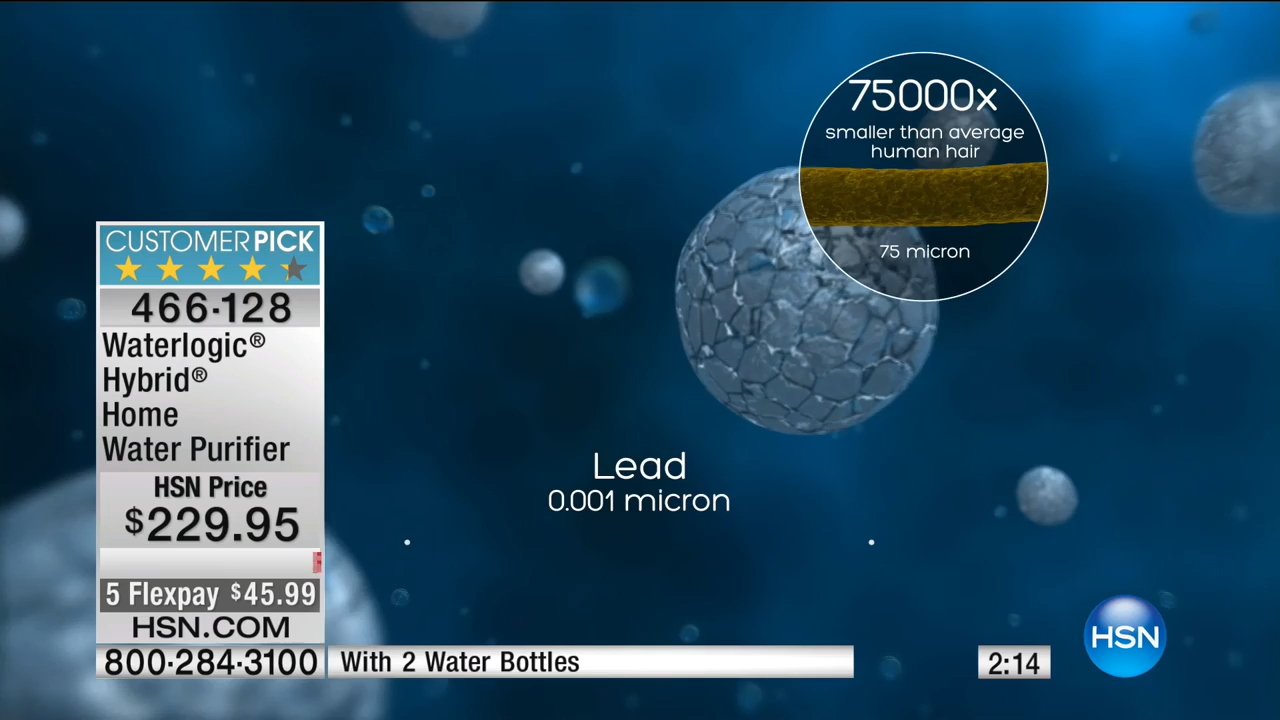 75000x
smaller than average
human hair
75 micron
CUSTOMER PICK
466·128
Waterlogic®
Hybrid®
Home
Water Purifier
HSN Price
$229.95
5 Flexpay $45.99
HSN.COM
800·284·3100
Lead
0.001 micron
With 2 Water Bottles
2:14
HSN